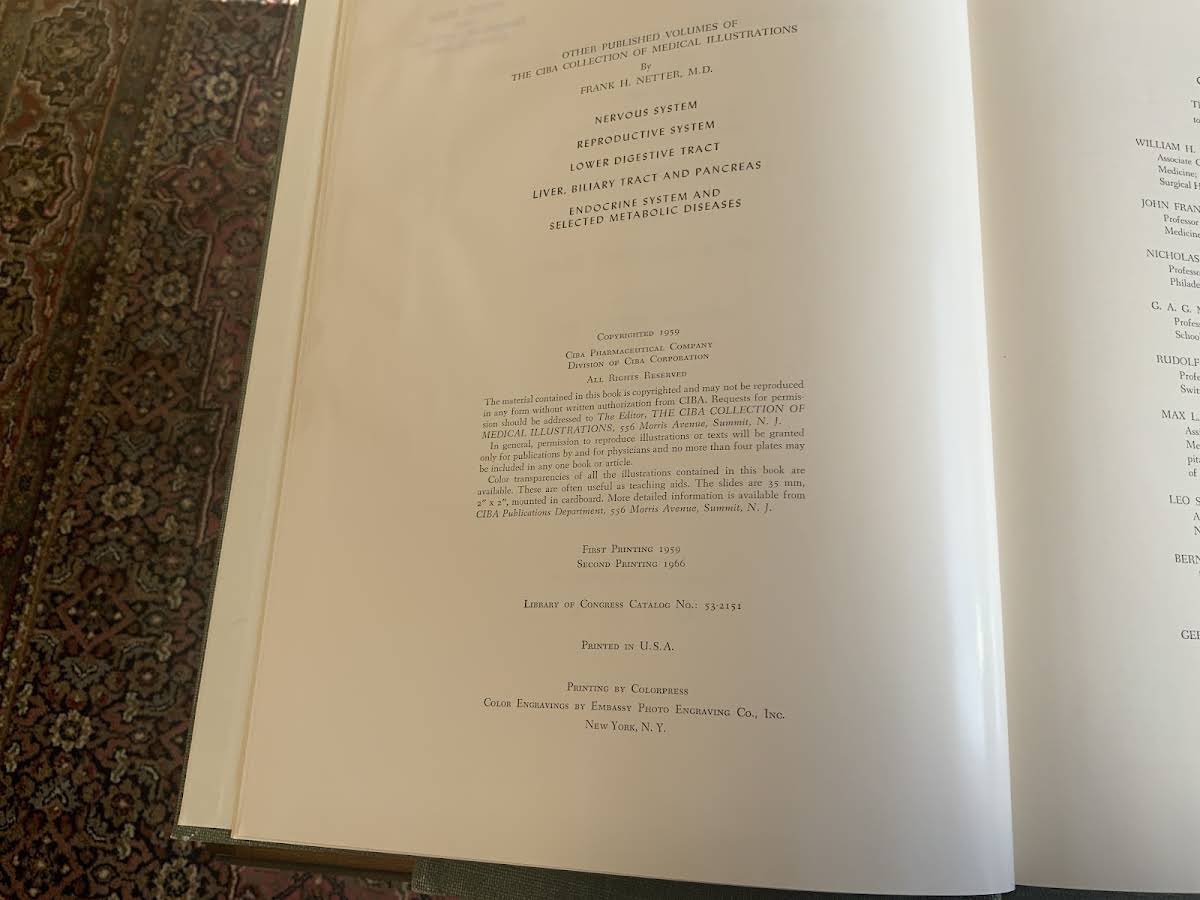 OTHER PUBLISHED VOLUMES OF
THE CIBA COLLECTION OF MEDICAL ILLUSTRATIONS
By
FRANK H. NETTER, M.D.
NERVOUS SYSTEM
REPRODUCTIVE SYSTEM
LOWER DIGESTIVE TRACT
LIVER, BILIARY TRACT AND PANCREAS
ENDOCRINE SYSTEM AND
SELECTED METABOLIC DISEASES
COPYRIGHTED 1959
CIBA PHARMACEUTICAL COMPANY
DIVISION OF CIBA CORPORATION
ALL RIGHTS RESERVED
The material contained in this book is copyrighted and may not be reproduced
in any form without written authorization from CIBA. Requests for permis-
sion should be addressed to The Editor, THE CIBA COLLECTION OF
MEDICAL ILLUSTRATIONS, 556 Morris Avenue, Summit, N. J.
In general, permission to reproduce illustrations or texts will be granted
only for publications by and for physicians and no more than four plates may
be included in any one book or article.
Color transparencies of all the illustrations contained in this book are
available. These are often useful as teaching aids. The slides are 35 mm,
2" x 2", mounted in cardboard. More detailed information is available from
CIBA Publications Department, 556 Morris Avenue, Summit, N. J.
FIRST PRINTING 1959
SECOND PRINTING 1966
LIBRARY OF CONGRESS CATALOG NO.: 53-2151
PRINTED IN U.S.A.
PRINTING BY COLORPRESS
COLOR ENGRAVINGS BY EMBASSY PHOTO ENGRAVING CO., INC.
NEW YORK, N. Y.
WILLIAM H.
Associate
Medicine;
Surgical H
JOHN FRAN
Professor
Medicine
NICHOLAS
Profess
Philade
G. A. G.
Profes
School
RUDOLF
Profe
Swit
MAX L.
Ass
Me
pit
of
LEO S
A
N
BERN
GER